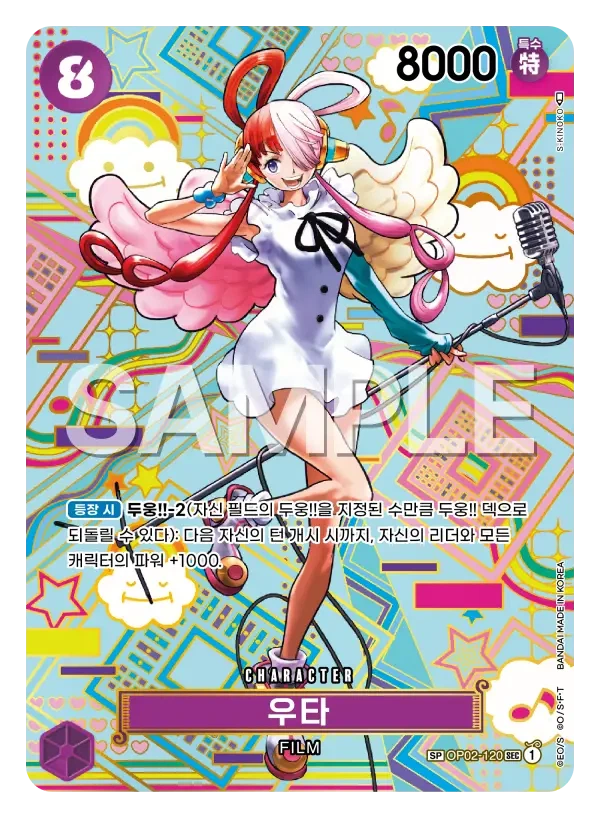 8
8000
특수
特
S-KINOKO
SAMPLE
등장 시 두웅!!-2(자신 필드의 두웅!!을 지정된 수만큼 두웅!! 덱으로
되돌릴 수 있다): 다음 자신의 턴 개시 시까지, 자신의 리더와 모든
캐릭터의 파워 +1000.
CHARACTER
우타
FILM
SP OP02-120 SEC 1
©EO/S ©O/S·F·T BANDAI MADE IN KOREA